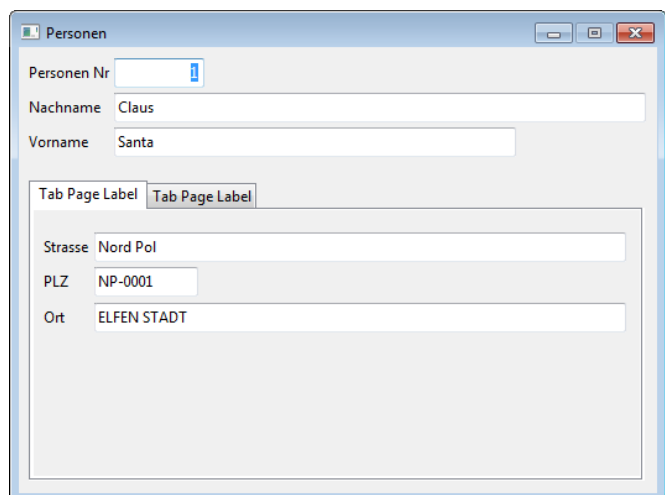 Personen
Personen Nr 1
Nachname Claus
Vorname Santa
Tab Page Label Tab Page Label
Strasse Nord Pol
PLZ NP-0001
Ort ELFEN STADT